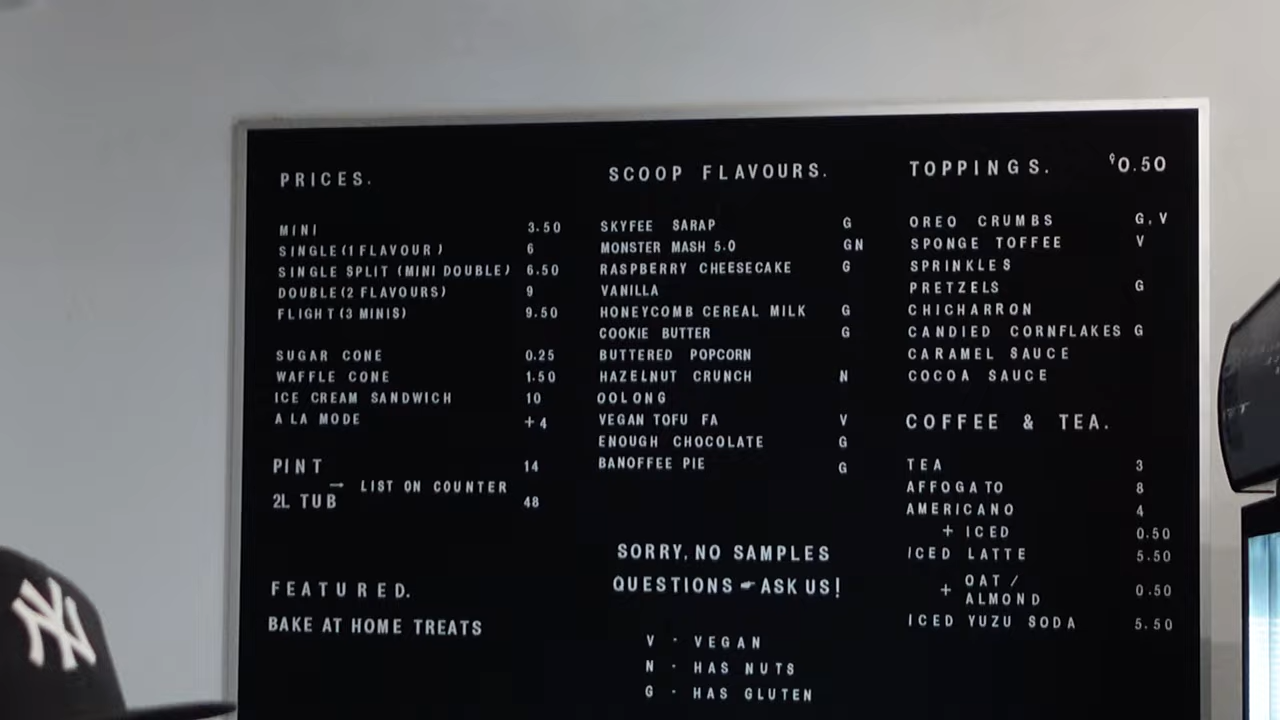 PRICES.
MINI 3.50
SINGLE (1 FLAVOUR) 6
SINGLE SPLIT (MINI DOUBLE) 6.50
DOUBLE (2 FLAVOURS) 9
FLIGHT (3 MINIS) 9.50
SUGAR CONE 0.25
WAFFLE CONE 1.50
ICE CREAM SANDWICH 10
A LA MODE +4
PINT 14
→ LIST ON COUNTER
2L TUB 48
FEATURED.
BAKE AT HOME TREATS
SCOOP FLAVOURS.
SKYFEE SARAP G
MONSTER MASH 5.0 GN
RASPBERRY CHEESECAKE G
VANILLA
HONEYCOMB CEREAL MILK G
COOKIE BUTTER G
BUTTERED POPCORN
HAZELNUT CRUNCH N
OOLONG
VEGAN TOFU FA V
ENOUGH CHOCOLATE G
BANOFFEE PIE G
SORRY, NO SAMPLES
QUESTIONS ☛ ASK US!
V · VEGAN
N · HAS NUTS
G · HAS GLUTEN
TOPPINGS. $0.50
OREO CRUMBS G, V
SPONGE TOFFEE V
SPRINKLES
PRETZELS G
CHICHARRON
CANDIED CORNFLAKES G
CARAMEL SAUCE
COCOA SAUCE
COFFEE & TEA.
TEA 3
AFFOGATO 8
AMERICANO 4
+ ICED 0.50
ICED LATTE 5.50
+ OAT / 0.50
ALMOND
ICED YUZU SODA 5.50
NY